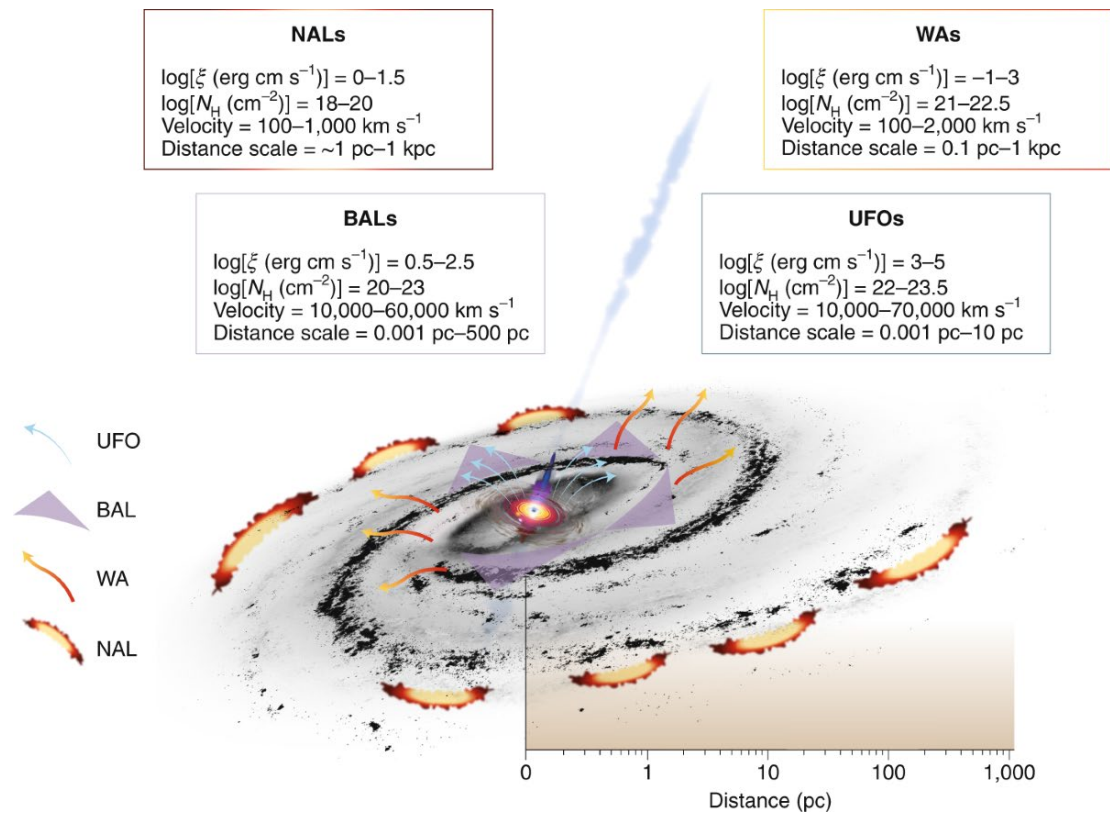 NALs
log[ξ (erg cm s⁻¹)] = 0–1.5
log[N_H (cm⁻²)] = 18–20
Velocity = 100–1,000 km s⁻¹
Distance scale = ~1 pc–1 kpc
WAs
log[ξ (erg cm s⁻¹)] = –1–3
log[N_H (cm⁻²)] = 21–22.5
Velocity = 100–2,000 km s⁻¹
Distance scale = 0.1 pc–1 kpc
BALs
log[ξ (erg cm s⁻¹)] = 0.5–2.5
log[N_H (cm⁻²)] = 20–23
Velocity = 10,000–60,000 km s⁻¹
Distance scale = 0.001 pc–500 pc
UFOs
log[ξ (erg cm s⁻¹)] = 3–5
log[N_H (cm⁻²)] = 22–23.5
Velocity = 10,000–70,000 km s⁻¹
Distance scale = 0.001 pc–10 pc
UFO
BAL
WA
NAL
0 1 10 100 1,000
Distance (pc)